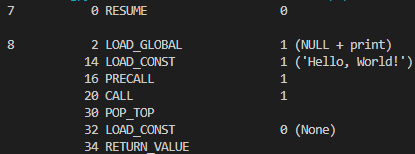 7 0 RESUME 0
8 2 LOAD_GLOBAL 1 (NULL + print)
14 LOAD_CONST 1 ('Hello, World!')
16 PRECALL 1
20 CALL 1
30 POP_TOP
32 LOAD_CONST 0 (None)
34 RETURN_VALUE